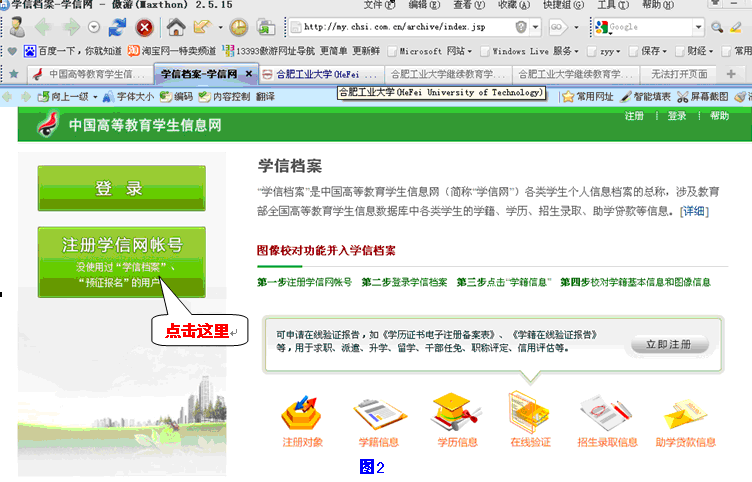 学信档案-学信网 - 傲游(Maxthon) 2.5.15
文件(F) 编辑(E) 查看(V) 收藏(A) 快捷组(G) 工具(T) 帮助(H)
http://my.chsi.com.cn/archive/index.jsp
GO
Google
百度一下，你就知道 淘宝网—特卖频道 13393傲游网址导航 更简单 更新鲜 Microsoft 网站 Windows Live 服务 zyy 保存 财经 常用
中国高等教育学生信... 学信档案-学信网 合肥工业大学(HeFei ... 合肥工业大学继续教育学... 合肥工业大学继续教育学... 无法打开页面
向上一级 字体大小 编码 内容控制 翻译
合肥工业大学(HeFei University of Technology)
常用网址 智能填表 屏幕截图
中国高等教育学生信息网
注册 | 登录 | 帮助
登 录
注册学信网帐号
没使用过“学信档案”、
“预征报名”的用户
点击这里
学信档案
“学信档案”是中国高等教育学生信息网（简称“学信网”）各类学生个人信息档案的总称，涉及教育
部全国高等教育学生信息数据库中各类学生的学籍、学历、招生录取、助学贷款等信息。[详细]
图像校对功能并入学信档案
第一步注册学信网帐号 第二步登录学信档案 第三步点击“学籍信息” 第四步校对学籍基本信息和图像信息
可申请在线验证报告，如《学历证书电子注册备案表》、《学籍在线验证报告》
等，用于求职、派遣、升学、留学、干部任免、职称评定、信用评估等。
立即注册
注册对象 学籍信息 学历信息 在线验证 招生录取信息 助学贷款信息
图2